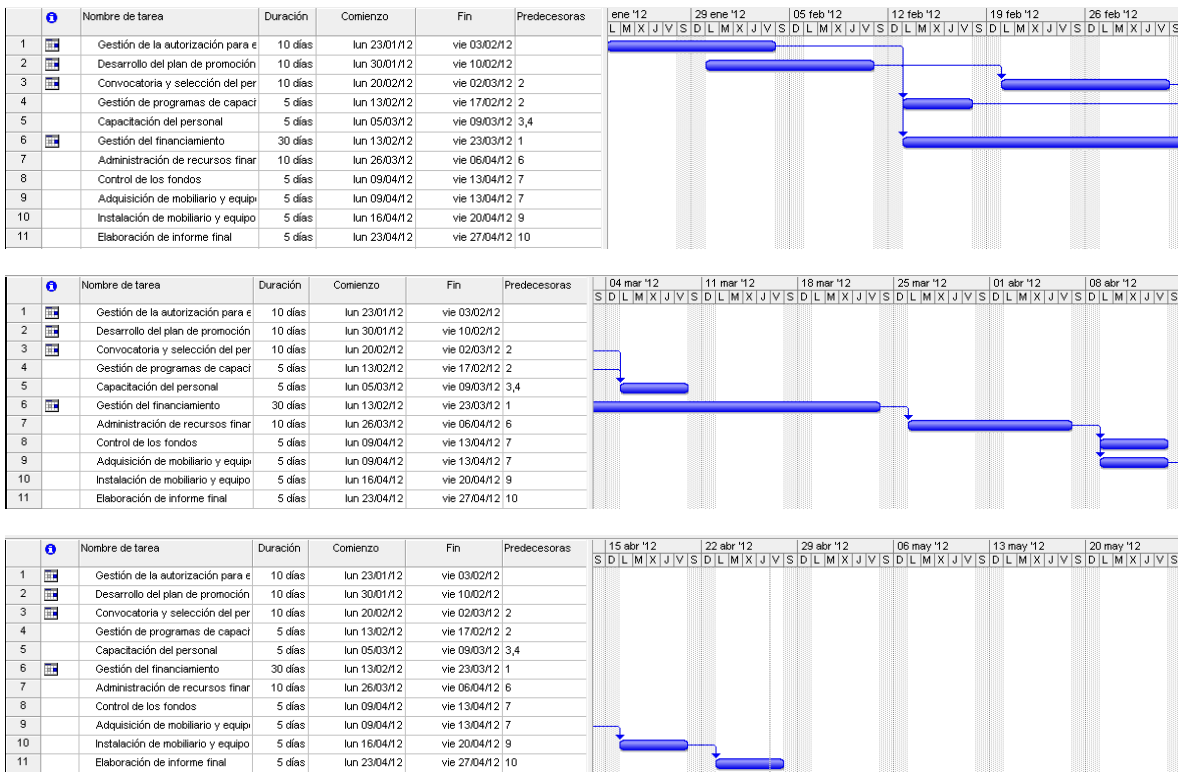 Nombre de tarea Duración Comienzo Fin Predecesoras ene '12 29 ene '12 05 feb '12 12 feb '12 19 feb '12 26 feb '12
L M X J V S D L M X J V S D L M X J V S D L M X J V S D L M X J V S D L M X J V S
1 Gestión de la autorización para e 10 días lun 23/01/12 vie 03/02/12
2 Desarrollo del plan de promoción 10 días lun 30/01/12 vie 10/02/12
3 Convocatoria y selección del per 10 días lun 20/02/12 vie 02/03/12 2
4 Gestión de programas de capaci 5 días lun 13/02/12 vie 17/02/12 2
5 Capacitación del personal 5 días lun 05/03/12 vie 09/03/12 3,4
6 Gestión del financiamiento 30 días lun 13/02/12 vie 23/03/12 1
7 Administración de recursos finar 10 días lun 26/03/12 vie 06/04/12 6
8 Control de los fondos 5 días lun 09/04/12 vie 13/04/12 7
9 Adquisición de mobiliario y equip 5 días lun 09/04/12 vie 13/04/12 7
10 Instalación de mobiliario y equipo 5 días lun 16/04/12 vie 20/04/12 9
11 Elaboración de informe final 5 días lun 23/04/12 vie 27/04/12 10
Nombre de tarea Duración Comienzo Fin Predecesoras 04 mar '12 11 mar '12 18 mar '12 25 mar '12 01 abr '12 08 abr '12
S D L M X J V S D L M X J V S D L M X J V S D L M X J V S D L M X J V S D L M X J V S
1 Gestión de la autorización para e 10 días lun 23/01/12 vie 03/02/12
2 Desarrollo del plan de promoción 10 días lun 30/01/12 vie 10/02/12
3 Convocatoria y selección del per 10 días lun 20/02/12 vie 02/03/12 2
4 Gestión de programas de capaci 5 días lun 13/02/12 vie 17/02/12 2
5 Capacitación del personal 5 días lun 05/03/12 vie 09/03/12 3,4
6 Gestión del financiamiento 30 días lun 13/02/12 vie 23/03/12 1
7 Administración de recursos finar 10 días lun 26/03/12 vie 06/04/12 6
8 Control de los fondos 5 días lun 09/04/12 vie 13/04/12 7
9 Adquisición de mobiliario y equip 5 días lun 09/04/12 vie 13/04/12 7
10 Instalación de mobiliario y equipo 5 días lun 16/04/12 vie 20/04/12 9
11 Elaboración de informe final 5 días lun 23/04/12 vie 27/04/12 10
Nombre de tarea Duración Comienzo Fin Predecesoras 15 abr '12 22 abr '12 29 abr '12 06 may '12 13 may '12 20 may '12
S D L M X J V S D L M X J V S D L M X J V S D L M X J V S D L M X J V S D L M X J V S
1 Gestión de la autorización para e 10 días lun 23/01/12 vie 03/02/12
2 Desarrollo del plan de promoción 10 días lun 30/01/12 vie 10/02/12
3 Convocatoria y selección del per 10 días lun 20/02/12 vie 02/03/12 2
4 Gestión de programas de capaci 5 días lun 13/02/12 vie 17/02/12 2
5 Capacitación del personal 5 días lun 05/03/12 vie 09/03/12 3,4
6 Gestión del financiamiento 30 días lun 13/02/12 vie 23/03/12 1
7 Administración de recursos finar 10 días lun 26/03/12 vie 06/04/12 6
8 Control de los fondos 5 días lun 09/04/12 vie 13/04/12 7
9 Adquisición de mobiliario y equip 5 días lun 09/04/12 vie 13/04/12 7
10 Instalación de mobiliario y equipo 5 días lun 16/04/12 vie 20/04/12 9
11 Elaboración de informe final 5 días lun 23/04/12 vie 27/04/12 10